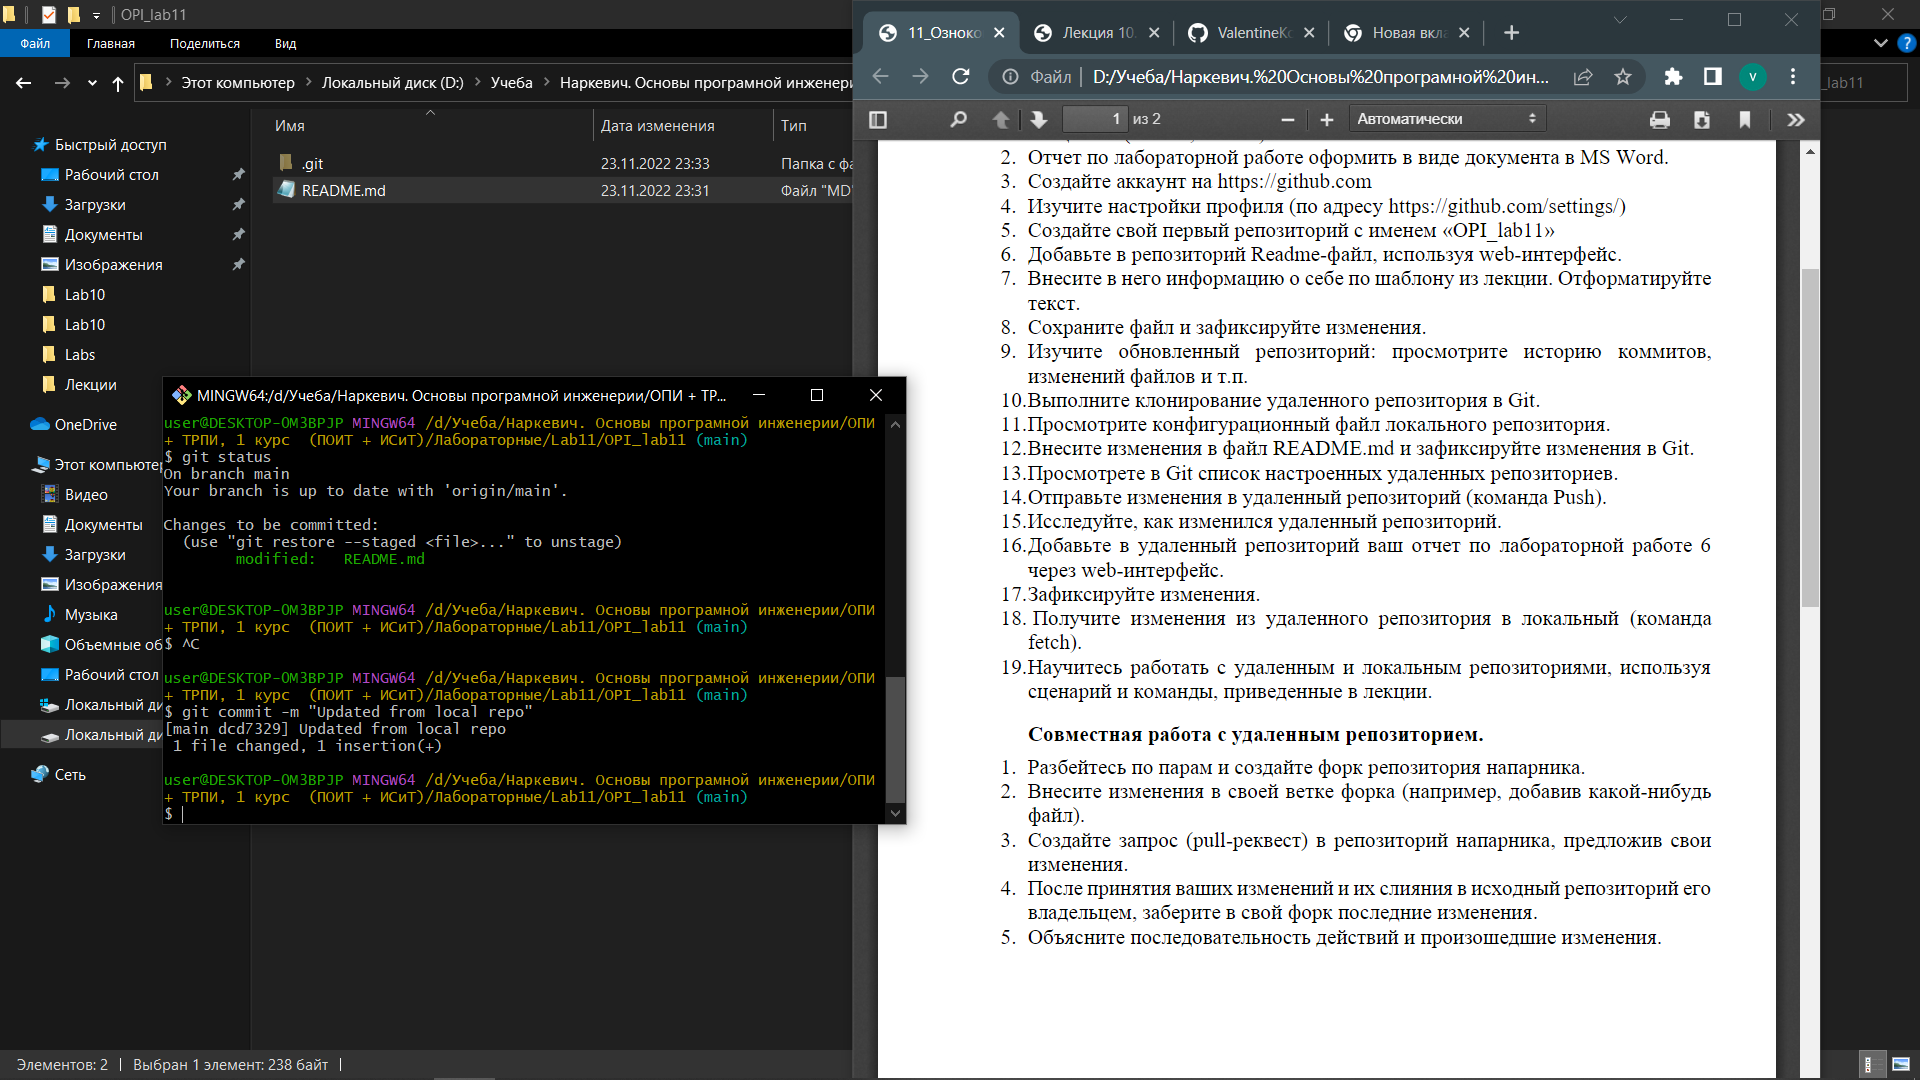 OPI_lab11
Файл
Главная
Поделиться
Вид
Этот компьютер
Локальный диск (D:)
Учеба
Наркевич. Основы програмной инженери
_lab11
Имя
Дата изменения
Тип
.git
23.11.2022 23:33
Папка с фа
README.md
23.11.2022 23:31
Файл "MD"
Быстрый доступ
Рабочий стол
Загрузки
Документы
Изображения
Lab10
Lab10
Labs
Лекции
OneDrive
Этот компьютер
Видео
Документы
Загрузки
Изображения
Музыка
Объемные об
Рабочий стол
Локальный ди
Локальный ди
Сеть
Элементов: 2
Выбран 1 элемент: 238 байт
MINGW64:/d/Учеба/Наркевич. Основы програмной инженерии/ОПИ + ТР...
user@DESKTOP-OM3BPJP MINGW64 /d/Учеба/Наркевич. Основы програмной инженерии/ОПИ
+ ТРПИ, 1 курс  (ПОИТ + ИСиТ)/Лабораторные/Lab11/OPI_lab11 (main)
$ git status
On branch main
Your branch is up to date with 'origin/main'.
Changes to be committed:
(use "git restore --staged <file>..." to unstage)
modified:   README.md
user@DESKTOP-OM3BPJP MINGW64 /d/Учеба/Наркевич. Основы програмной инженерии/ОПИ
+ ТРПИ, 1 курс  (ПОИТ + ИСиТ)/Лабораторные/Lab11/OPI_lab11 (main)
$ ^C
user@DESKTOP-OM3BPJP MINGW64 /d/Учеба/Наркевич. Основы програмной инженерии/ОПИ
+ ТРПИ, 1 курс  (ПОИТ + ИСиТ)/Лабораторные/Lab11/OPI_lab11 (main)
$ git commit -m "Updated from local repo"
[main dcd7329] Updated from local repo
1 file changed, 1 insertion(+)
user@DESKTOP-OM3BPJP MINGW64 /d/Учеба/Наркевич. Основы програмной инженерии/ОПИ
+ ТРПИ, 1 курс  (ПОИТ + ИСиТ)/Лабораторные/Lab11/OPI_lab11 (main)
$
11_Озноко
Лекция 10.
ValentineKo
Новая вкла
Файл
D:/Учеба/Наркевич.%20Основы%20програмной%20ин...
v
1
из 2
Автоматически
2. Отчет по лабораторной работе оформить в виде документа в MS Word.
3. Создайте аккаунт на https://github.com
4. Изучите настройки профиля (по адресу https://github.com/settings/)
5. Создайте свой первый репозиторий с именем «OPI_lab11»
6. Добавьте в репозиторий Readme-файл, используя web-интерфейс.
7. Внесите в него информацию о себе по шаблону из лекции. Отформатируйте
текст.
8. Сохраните файл и зафиксируйте изменения.
9. Изучите обновленный репозиторий: просмотрите историю коммитов,
изменений файлов и т.п.
10.Выполните клонирование удаленного репозитория в Git.
11.Просмотрите конфигурационный файл локального репозитория.
12.Внесите изменения в файл README.md и зафиксируйте изменения в Git.
13.Просмотрете в Git список настроенных удаленных репозиториев.
14.Отправьте изменения в удаленный репозиторий (команда Push).
15.Исследуйте, как изменился удаленный репозиторий.
16.Добавьте в удаленный репозиторий ваш отчет по лабораторной работе 6
через web-интерфейс.
17.Зафиксируйте изменения.
18. Получите изменения из удаленного репозитория в локальный (команда
fetch).
19.Научитесь работать с удаленным и локальным репозиториями, используя
сценарий и команды, приведенные в лекции.
Совместная работа с удаленным репозиторием.
1. Разбейтесь по парам и создайте форк репозитория напарника.
2. Внесите изменения в своей ветке форка (например, добавив какой-нибудь
файл).
3. Создайте запрос (pull-реквест) в репозиторий напарника, предложив свои
изменения.
4. После принятия ваших изменений и их слияния в исходный репозиторий его
владельцем, заберите в свой форк последние изменения.
5. Объясните последовательность действий и произошедшие изменения.